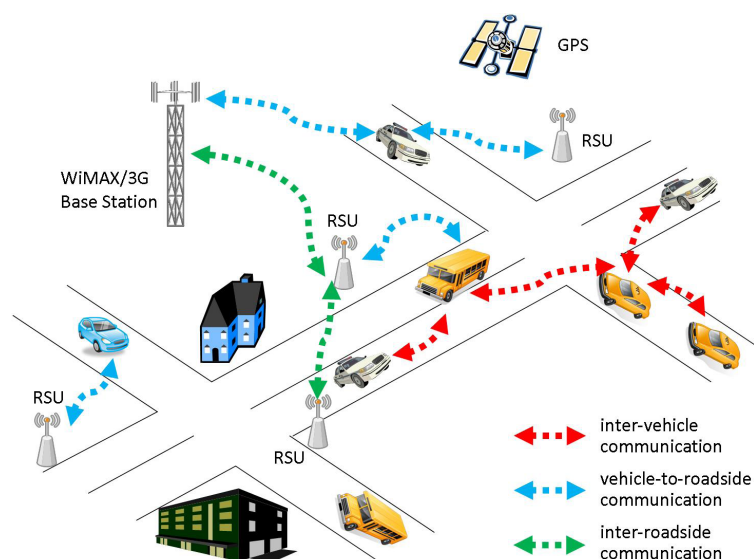 GPS
RSU
WiMAX/3G
Base Station
RSU
RSU
RSU
inter-vehicle
communication
vehicle-to-roadside
communication
inter-roadside
communication